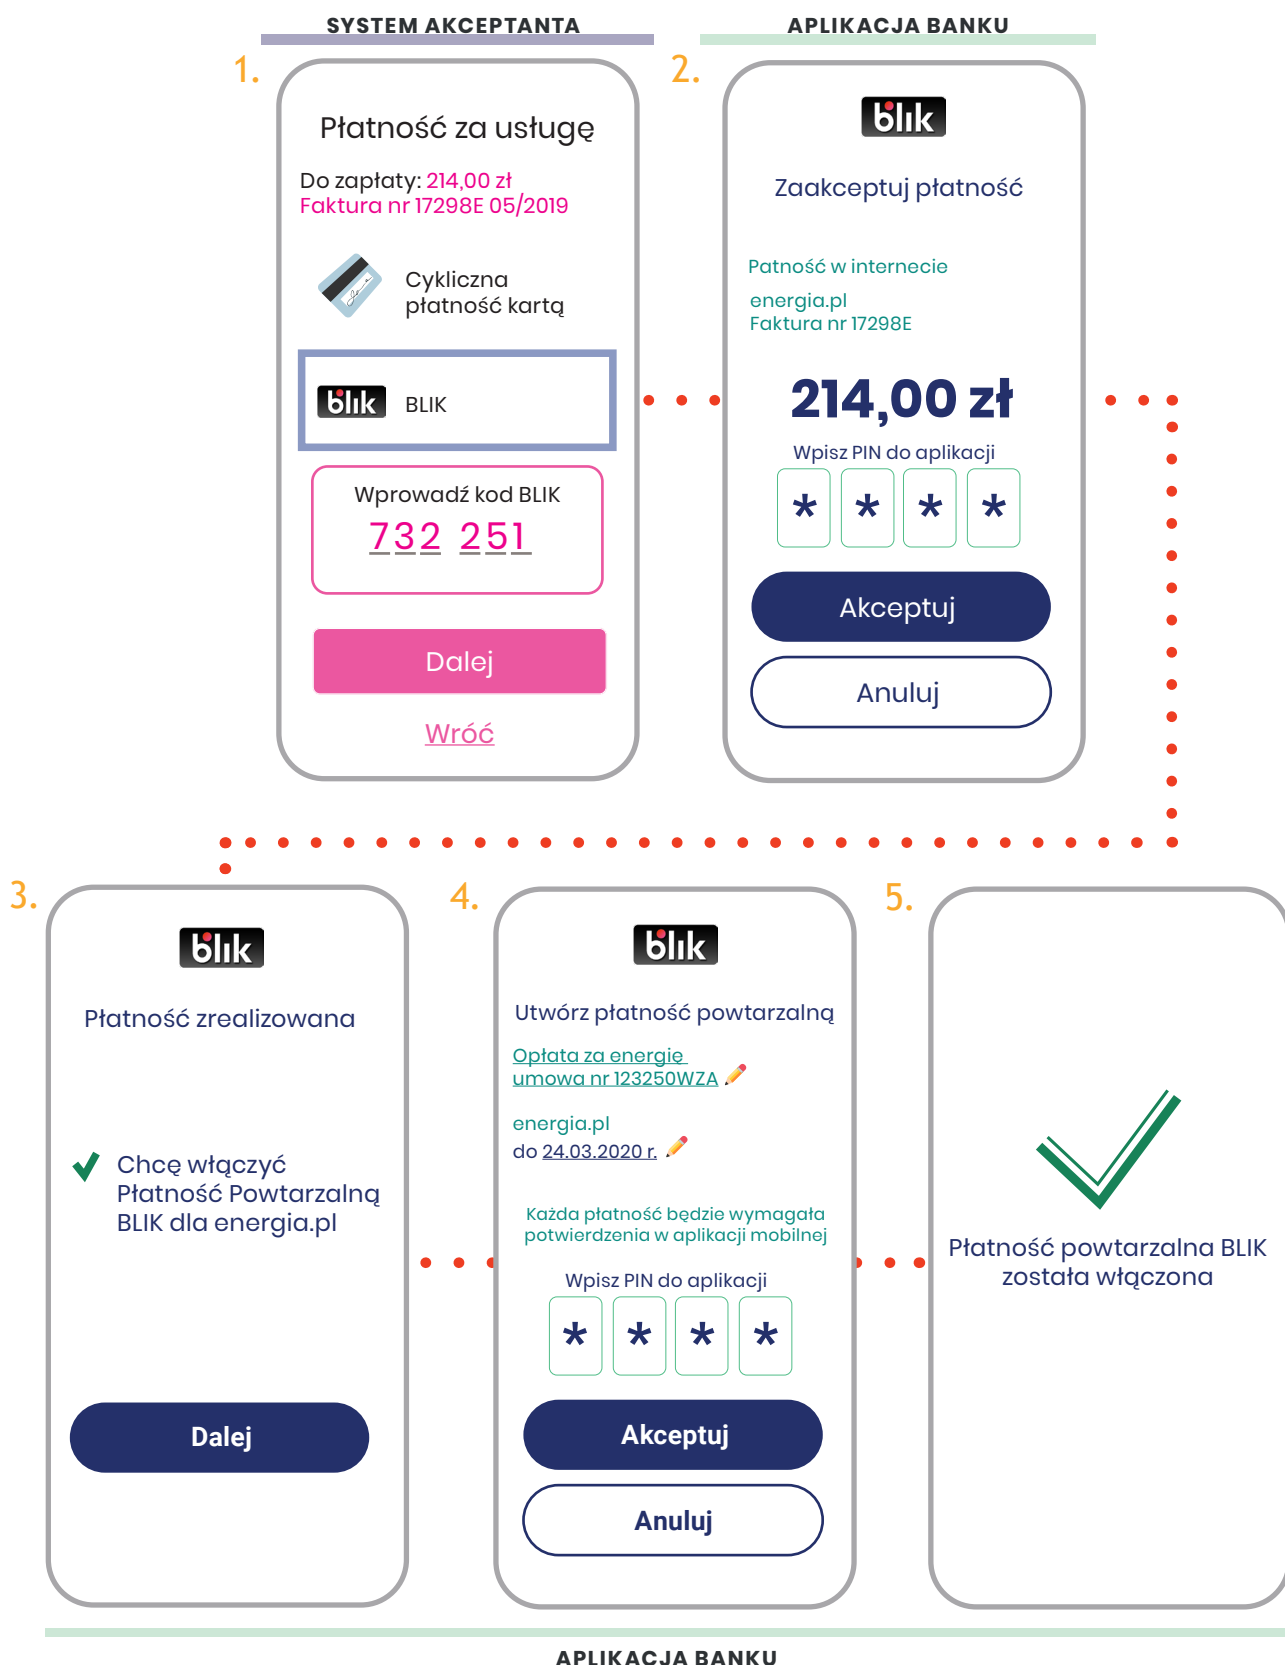 SYSTEM AKCEPTANTA
APLIKACJA BANKU
1.
Płatność za usługę
Do zapłaty: 214,00 zł
Faktura nr 17298E 05/2019
Cykliczna
płatność kartą
blik
BLIK
Wprowadź kod BLIK
732 251
Dalej
Wróć
2.
blik
Zaakceptuj płatność
Patność w internecie
energia.pl
Faktura nr 17298E
214,00 zł
Wpisz PIN do aplikacji
* * * *
Akceptuj
Anuluj
3.
blik
Płatność zrealizowana
Chcę włączyć
Płatność Powtarzalną
BLIK dla energia.pl
Dalej
4.
blik
Utwórz płatność powtarzalną
Opłata za energię
umowa nr 123250WZA
energia.pl
do 24.03.2020 r.
Każda płatność będzie wymagała
potwierdzenia w aplikacji mobilnej
Wpisz PIN do aplikacji
* * * *
Akceptuj
Anuluj
5.
Płatność powtarzalna BLIK
została włączona
APLIKACJA BANKU